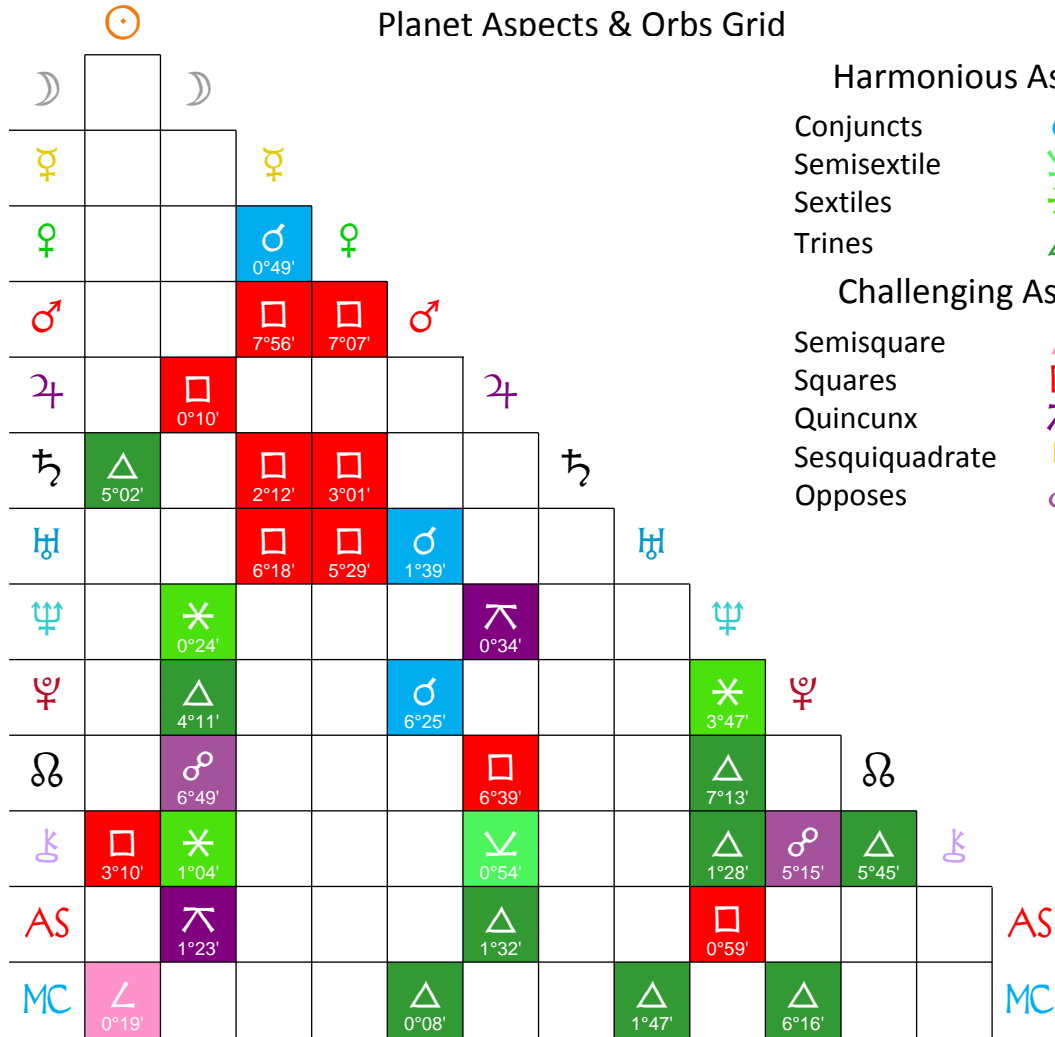 ☉
Planet Aspects & Orbs Grid
☽ ☽
Harmonious As
Conjuncts ☌
Semisextile ⚺
Sextiles ⚹
Trines △
☿ ☿
♀ ☌ 0°49' ♀
♂ □ 7°56' □ 7°07' ♂
Challenging As
Semisquare ∠
Squares □
Quincunx ⚻
Sesquiquadrate
Opposes ☍
♃ □ 0°10' ♃
♄ △ 5°02' □ 2°12' □ 3°01' ♄
♅ □ 6°18' □ 5°29' ☌ 1°39' ♅
♆ ⚹ 0°24' ⚻ 0°34' ♆
♇ △ 4°11' ☌ 6°25' ⚹ 3°47' ♇
☊ ☍ 6°49' □ 6°39' △ 7°13' ☊
⚷ □ 3°10' ⚹ 1°04' ⚺ 0°54' △ 1°28' ☍ 5°15' △ 5°45' ⚷
AS ⚻ 1°23' △ 1°32' □ 0°59' AS
MC ∠ 0°19' △ 0°08' △ 1°47' △ 6°16' MC